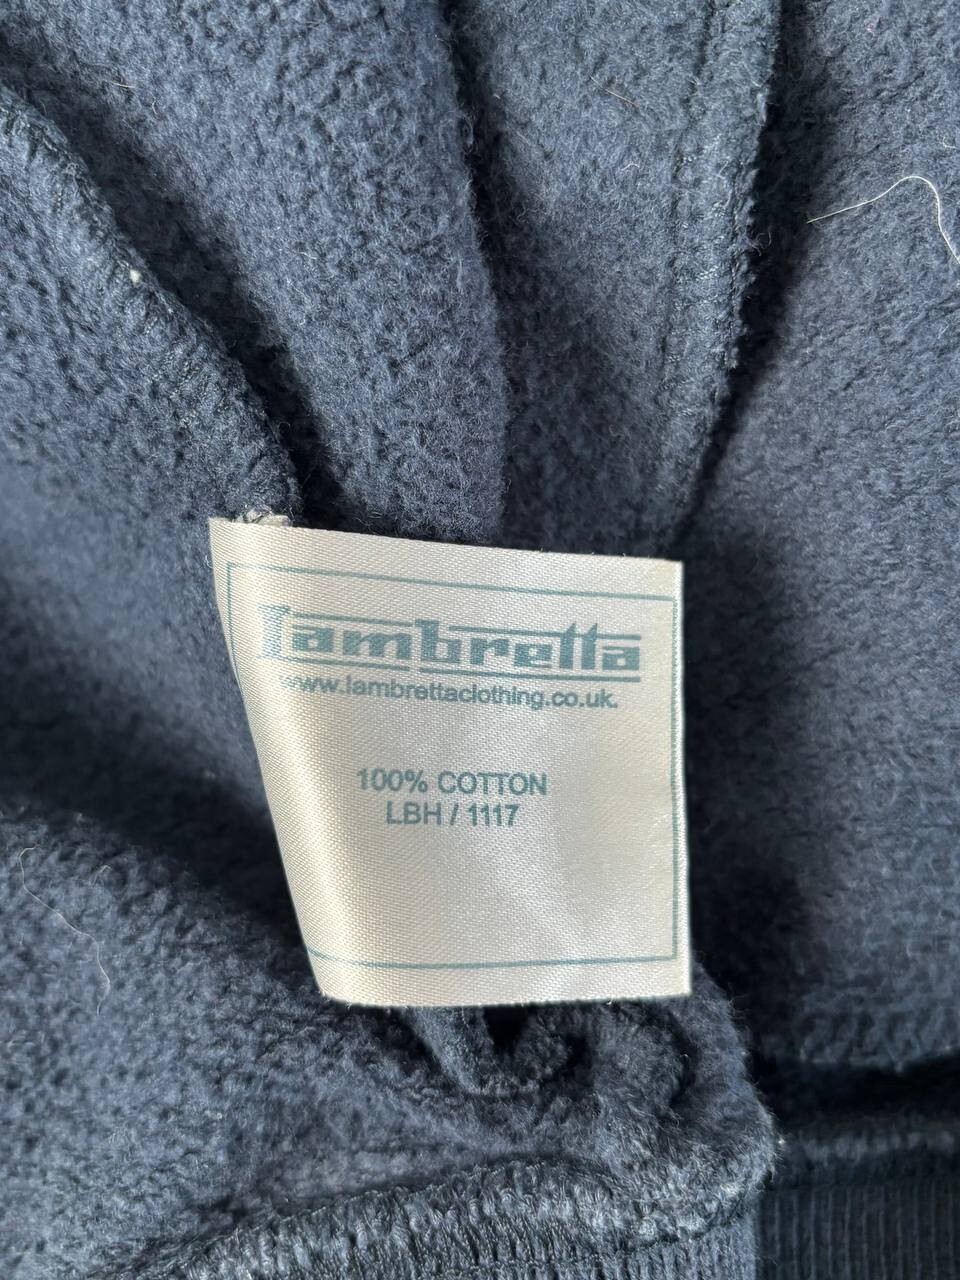 Lambretta
www.lambrettaclothing.co.uk.
100% COTTON
LBH / 1117